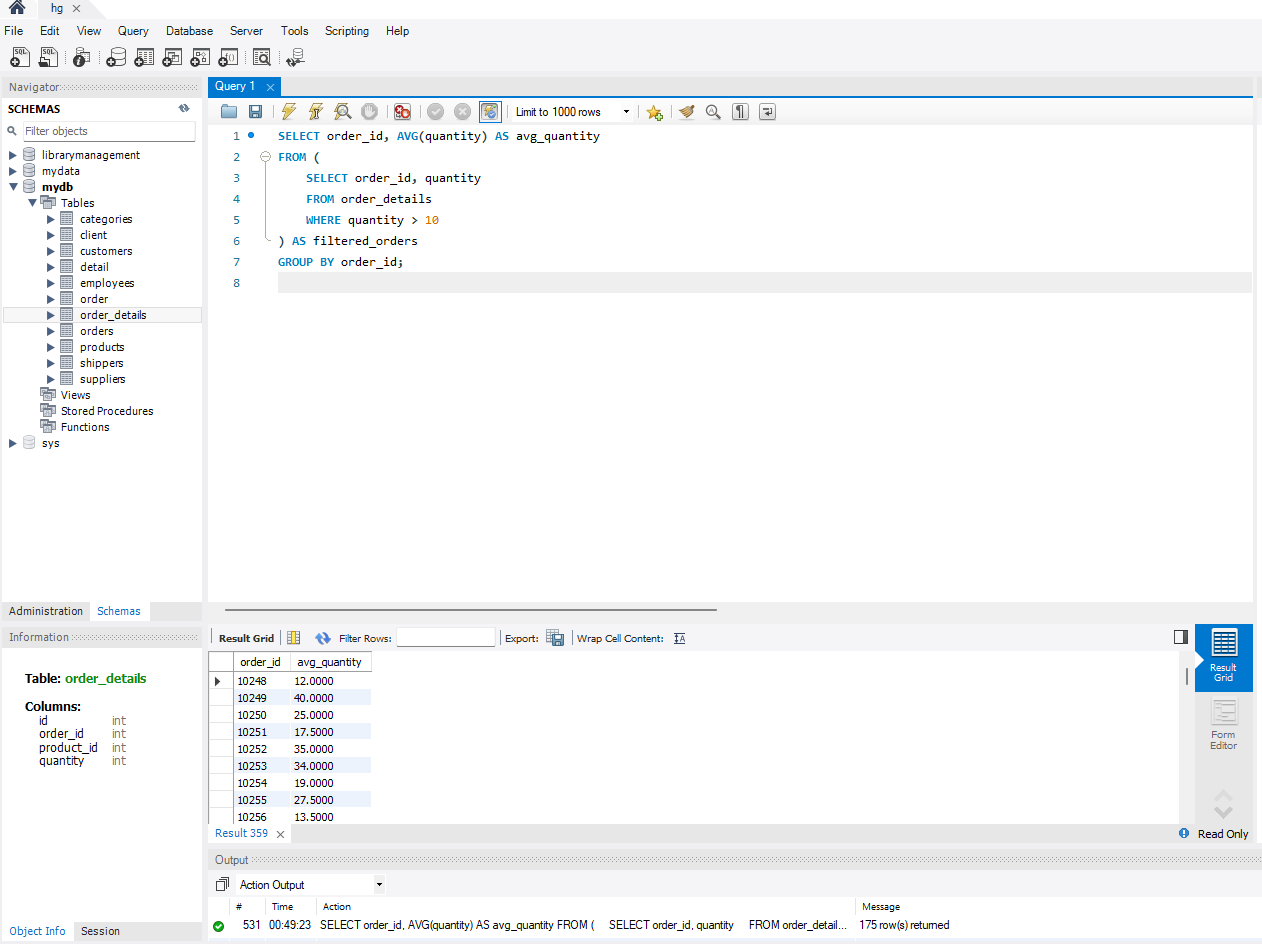 hg
File Edit View Query Database Server Tools Scripting Help
Navigator
SCHEMAS
Filter objects
librarymanagement
mydata
mydb
Tables
categories
client
customers
detail
employees
order
order_details
orders
products
shippers
suppliers
Views
Stored Procedures
Functions
sys
Administration Schemas
Information
Table: order_details
Columns:
id int
order_id int
product_id int
quantity int
Object Info Session
Query 1
Limit to 1000 rows
1 SELECT order_id, AVG(quantity) AS avg_quantity
2 FROM (
3 SELECT order_id, quantity
4 FROM order_details
5 WHERE quantity > 10
6 ) AS filtered_orders
7 GROUP BY order_id;
8
Result Grid Filter Rows: Export: Wrap Cell Content:
order_id avg_quantity
10248 12.0000
10249 40.0000
10250 25.0000
10251 17.5000
10252 35.0000
10253 34.0000
10254 19.0000
10255 27.5000
10256 13.5000
Result Grid
Form Editor
Result 359
Read Only
Output
Action Output
# Time Action Message
531 00:49:23 SELECT order_id, AVG(quantity) AS avg_quantity FROM ( SELECT order_id, quantity FROM order_detail... 175 row(s) returned